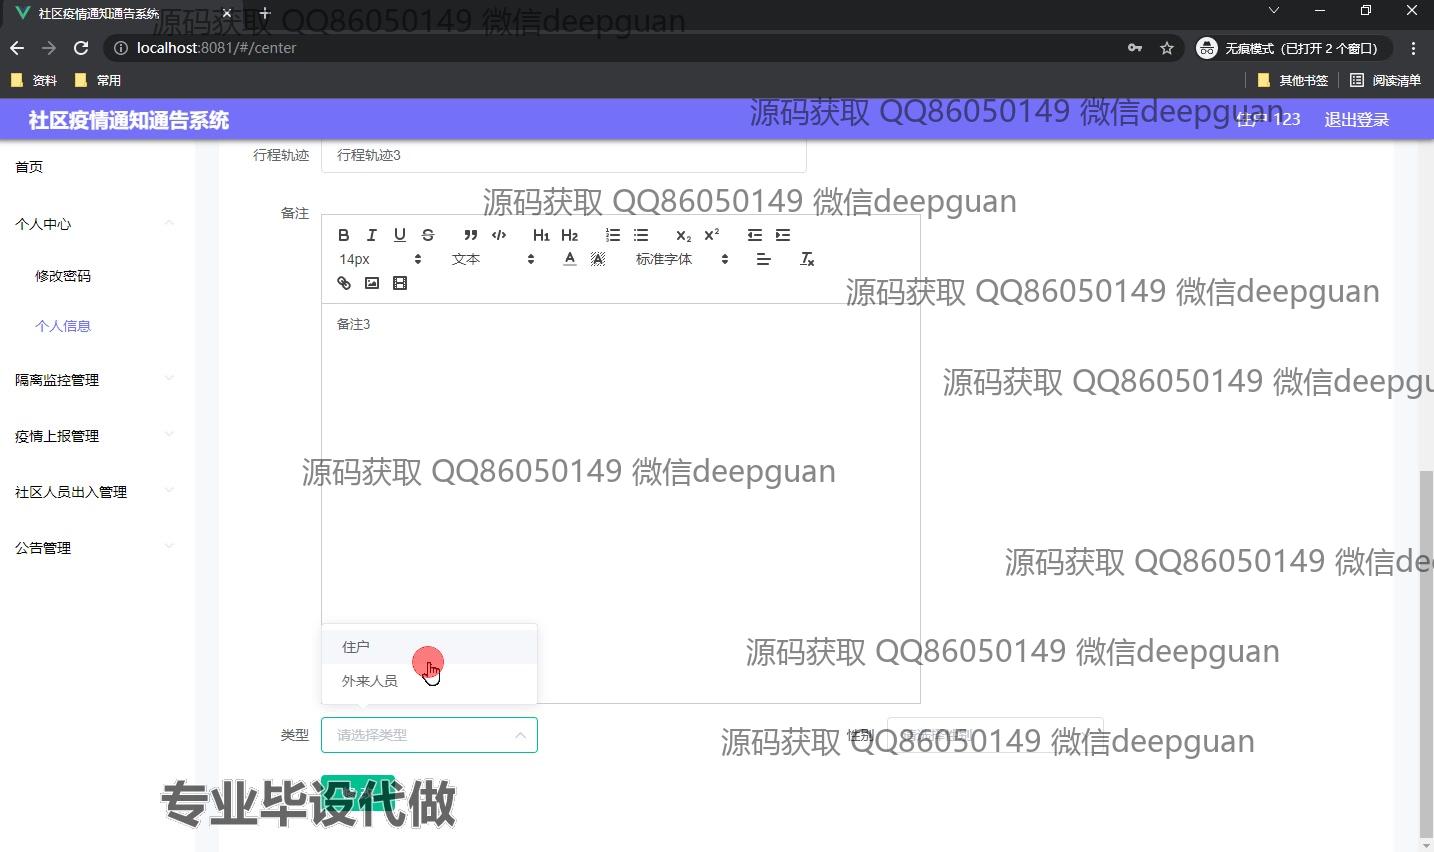 社区疫情通知通告系统
源码获取 QQ86050149 微信deepguan
localhost:8081/#/center
无痕模式（已打开 2 个窗口）
资料
常用
其他书签
阅读清单
社区疫情通知通告系统
源码获取 QQ86050149 微信deepguan
住户 123
退出登录
首页
行程轨迹
行程轨迹3
源码获取 QQ86050149 微信deepguan
个人中心
备注
B I U S ” </> H1 H2 X2 X2
14px
文本
A
标准字体
修改密码
源码获取 QQ86050149 微信deepguan
个人信息
备注3
隔离监控管理
源码获取 QQ86050149 微信deepgu
疫情上报管理
源码获取 QQ86050149 微信deepguan
社区人员出入管理
公告管理
源码获取 QQ86050149 微信de
住户
源码获取 QQ86050149 微信deepguan
外来人员
类型
请选择类型
性别
源码获取 QQ86050149 微信deepguan
专业毕设代做